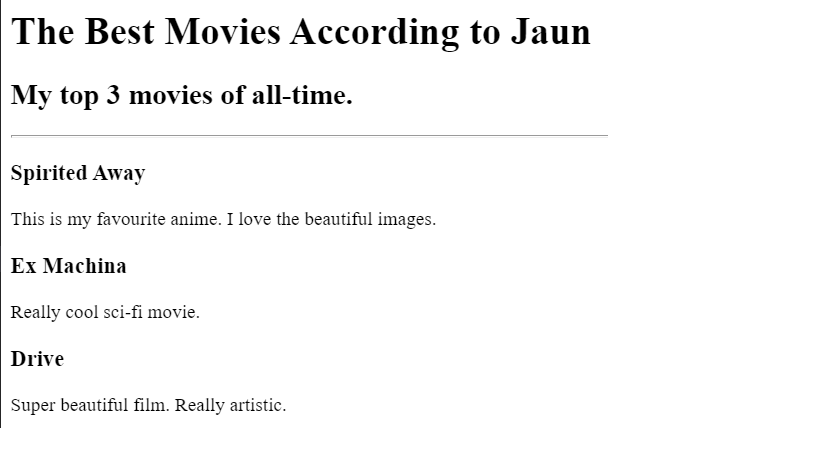 The Best Movies According to Jaun
My top 3 movies of all-time.
Spirited Away
This is my favourite anime. I love the beautiful images.
Ex Machina
Really cool sci-fi movie.
Drive
Super beautiful film. Really artistic.